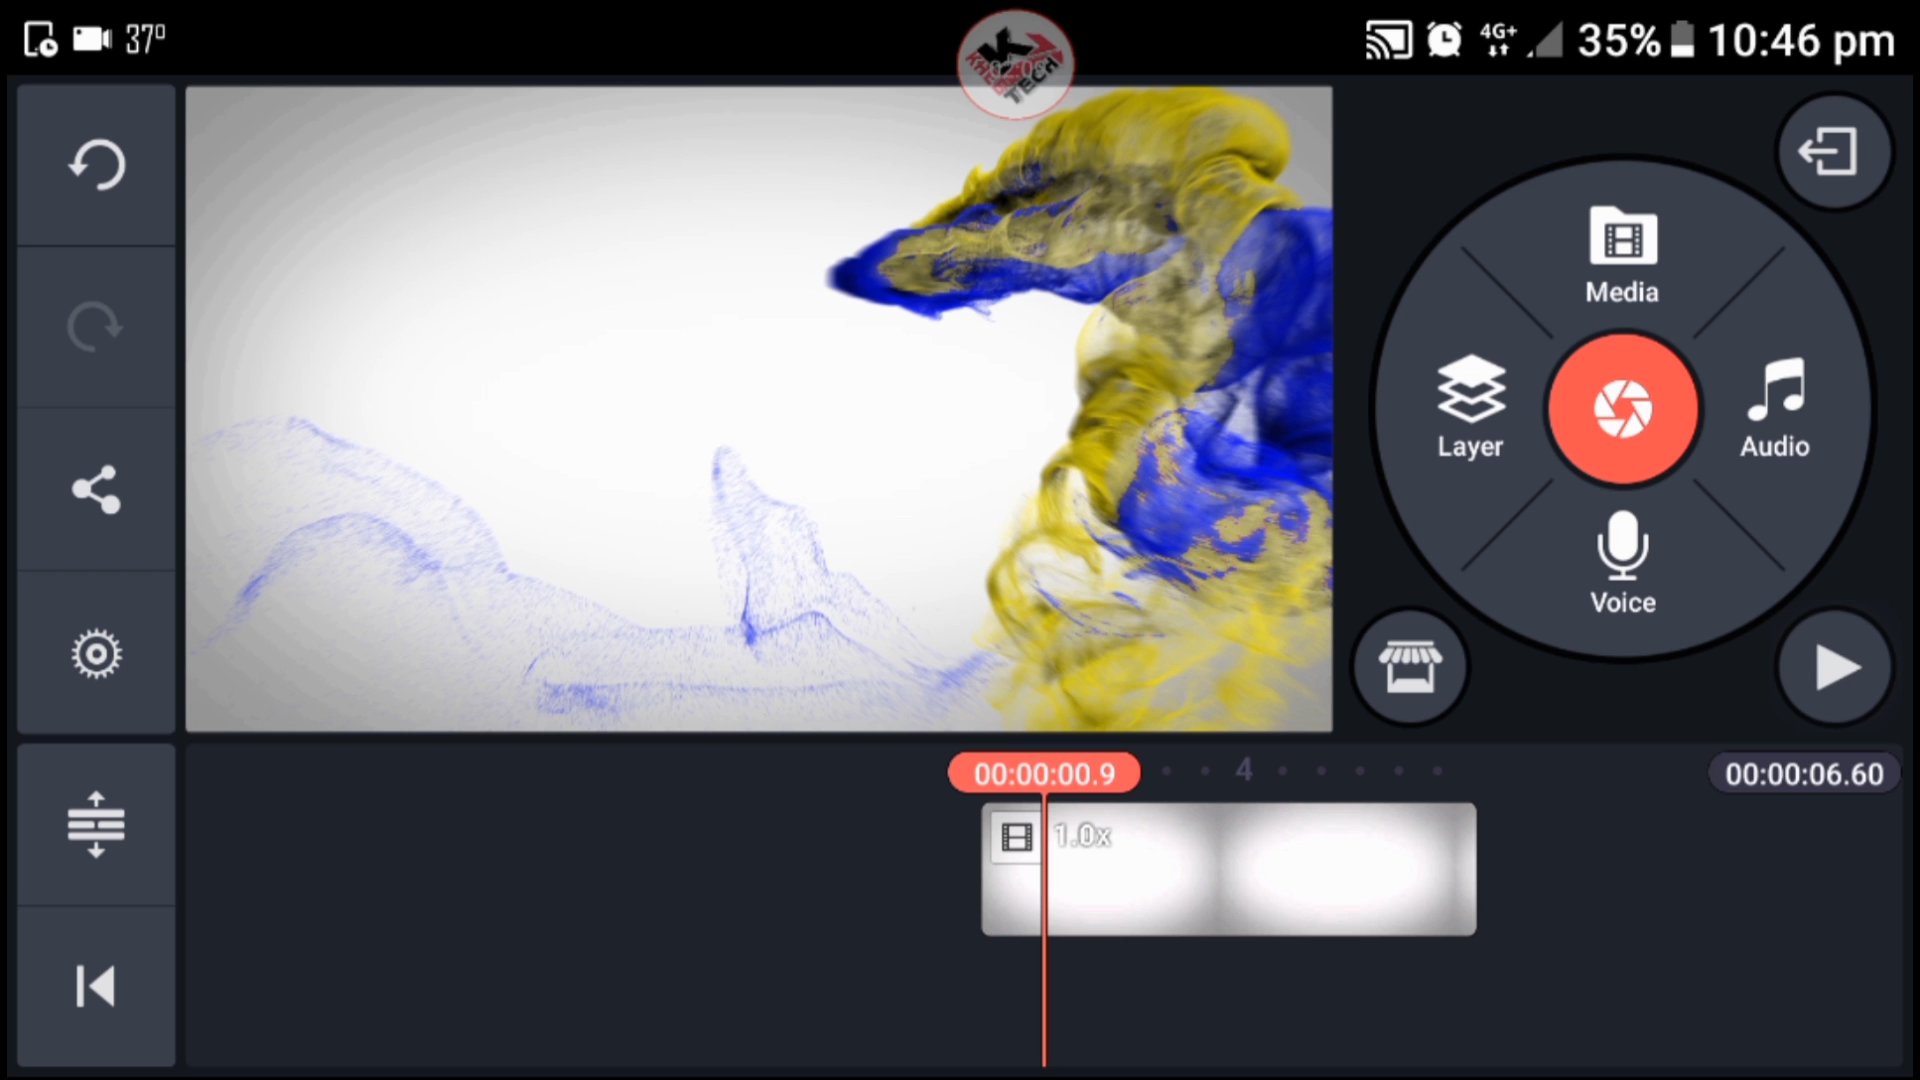 37°
4G+
35%
10:46 pm
K
TECH
Media
Layer
Audio
Voice
00:00:00.9
4
00:00:06.60
1.0x